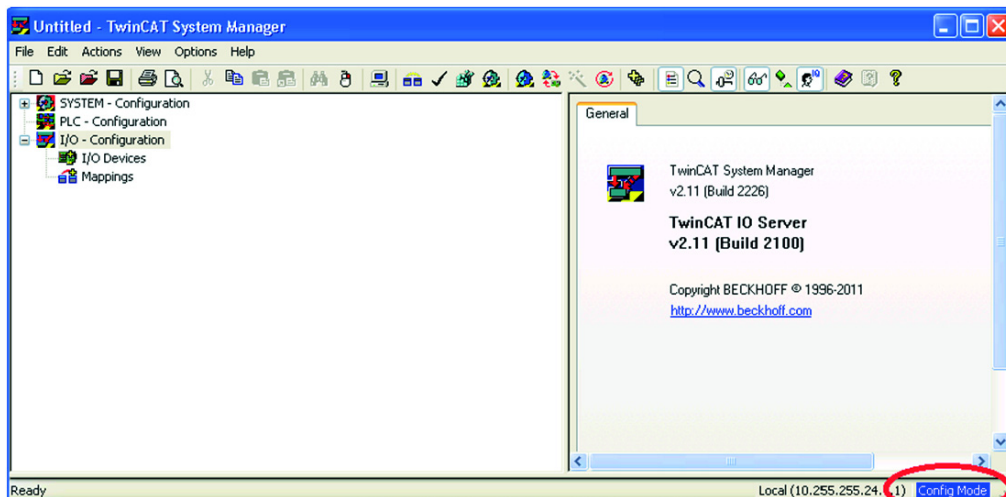 Untitled - TwinCAT System Manager
File Edit Actions View Options Help
SYSTEM - Configuration
PLC - Configuration
I/O - Configuration
I/O Devices
Mappings
General
TwinCAT System Manager
v2.11 (Build 2226)
TwinCAT IO Server
v2.11 (Build 2100)
Copyright BECKHOFF © 1996-2011
http://www.beckhoff.com
Ready
Local (10.255.255.24. .1) Config Mode